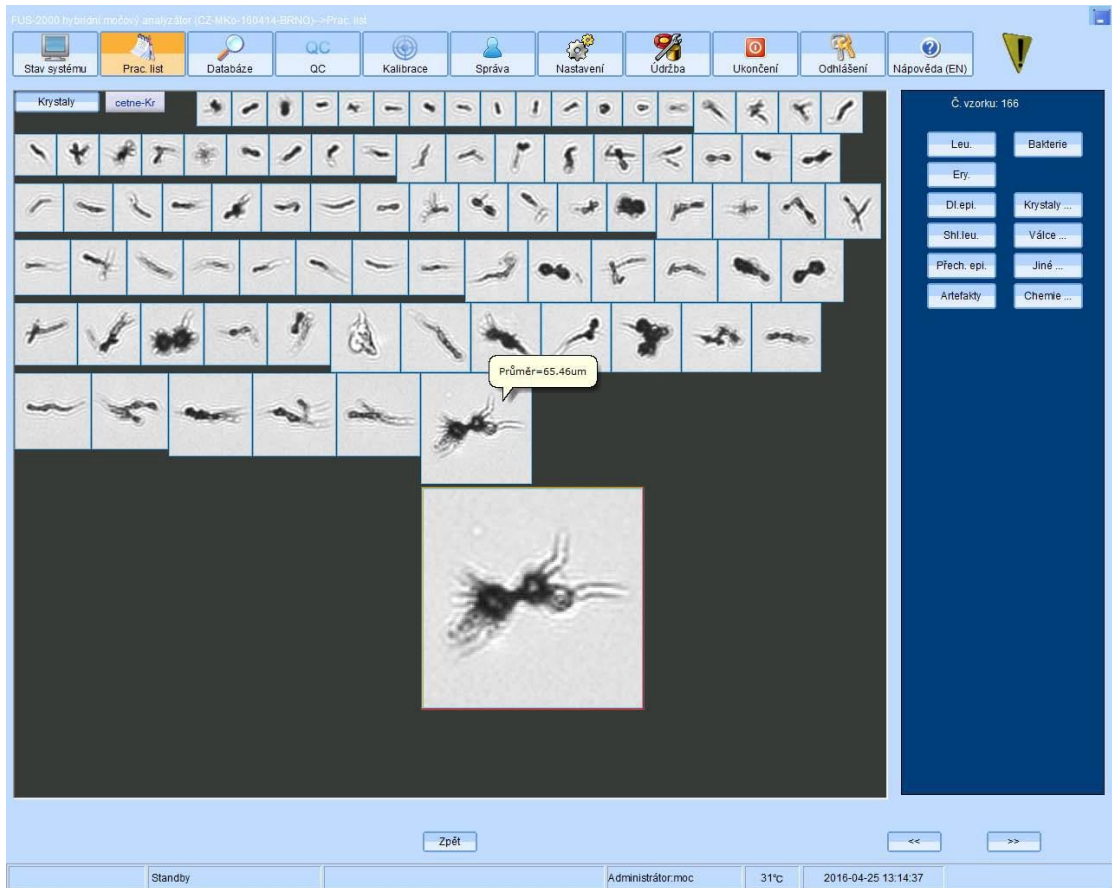 FUS-2000 hybridní močový analyzátor (CZ-MKb-160414-BRNO)-->Prac. list
Stav systému Prac. list Databáze QC Kalibrace Správa Nastavení Údržba Ukončení Odhlášení Nápověda (EN)
QC
Krystaly cetne-Kr
Č. vzorku: 166
Leu. Bakterie
Ery.
Dl.epi. Krystaly ...
Shl.leu. Válce ...
Přech. epi. Jiné ...
Artefakty Chemie ...
Průměr=65.46um
Zpět << >>
Standby Administrátor:moc 31℃ 2016-04-25 13:14:37